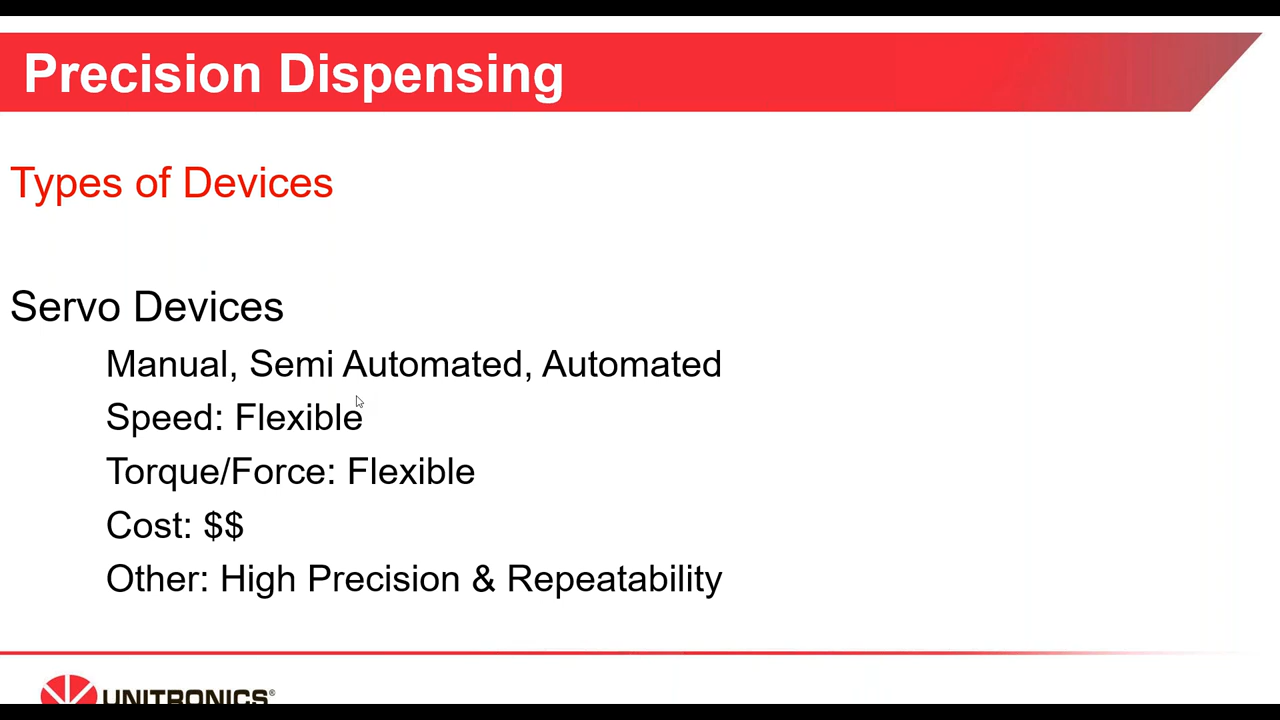 Precision Dispensing
Types of Devices
Servo Devices
Manual, Semi Automated, Automated
Speed: Flexible
Torque/Force: Flexible
Cost: $$
Other: High Precision & Repeatability
UNITRONICS®